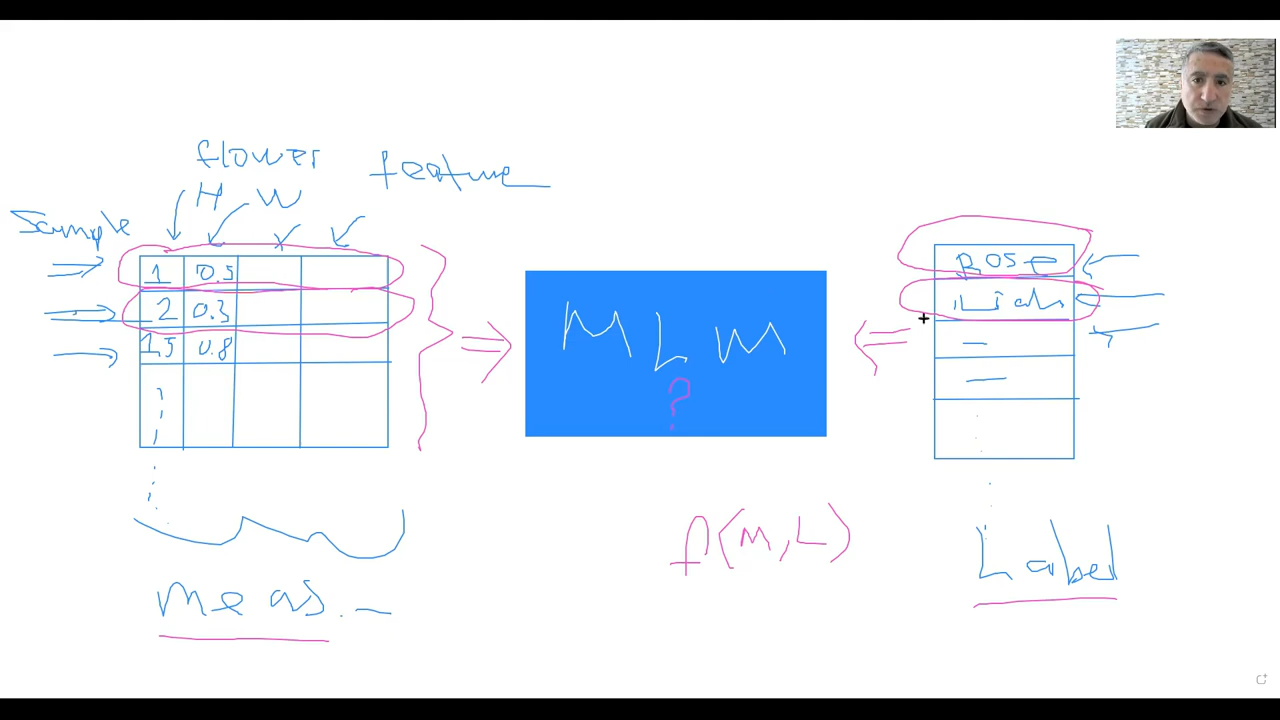 flower
feature
H W
Sample
1 0.5
2 0.3
1,5 0.8
Rose
MLM
?
f(M,L)
meas.
Label